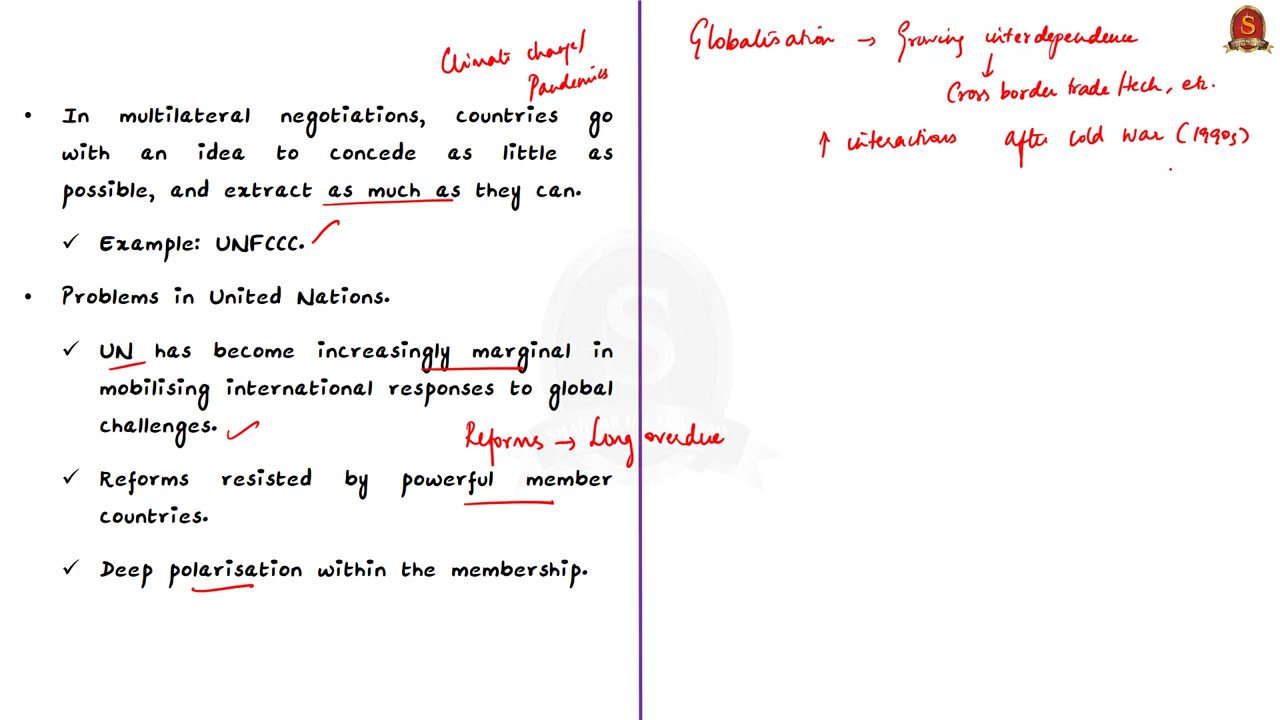 Climate change/
Pandemics
• In multilateral negotiations, countries go
with an idea to concede as little as
possible, and extract as much as they can.
✓ Example: UNFCCC.
• Problems in United Nations.
✓ UN has become increasingly marginal in
mobilising international responses to global
challenges.
Reforms → Long overdue
✓ Reforms resisted by powerful member
countries.
✓ Deep polarisation within the membership.
Globalisation → Growing interdependence
↓
Cross border trade/tech, etc.
↑ interactions after cold war (1990s)
S